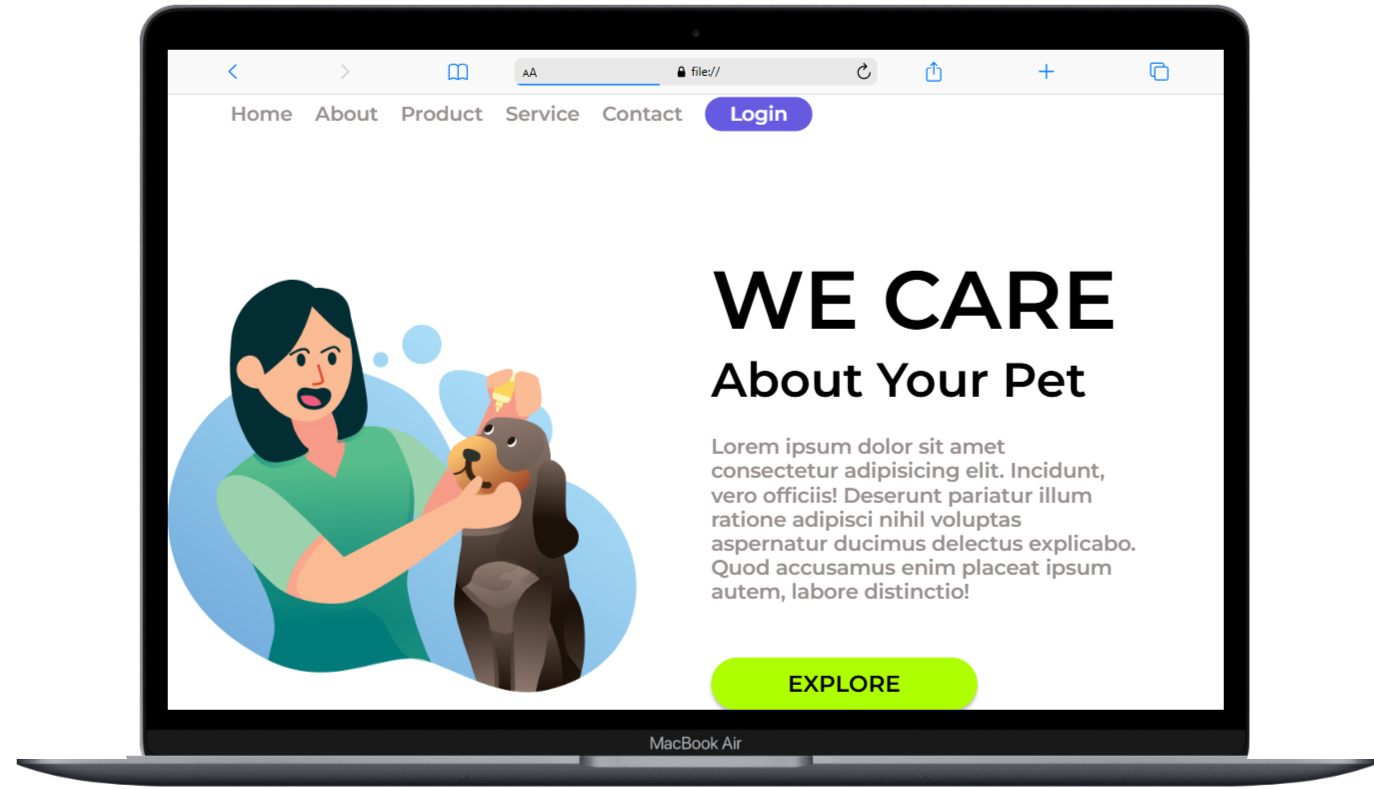 AA file://
Home About Product Service Contact Login
WE CARE
About Your Pet
Lorem ipsum dolor sit amet
consectetur adipisicing elit. Incidunt,
vero officiis! Deserunt pariatur illum
ratione adipisci nihil voluptas
aspernatur ducimus delectus explicabo.
Quod accusamus enim placeat ipsum
autem, labore distinctio!
EXPLORE
MacBook Air